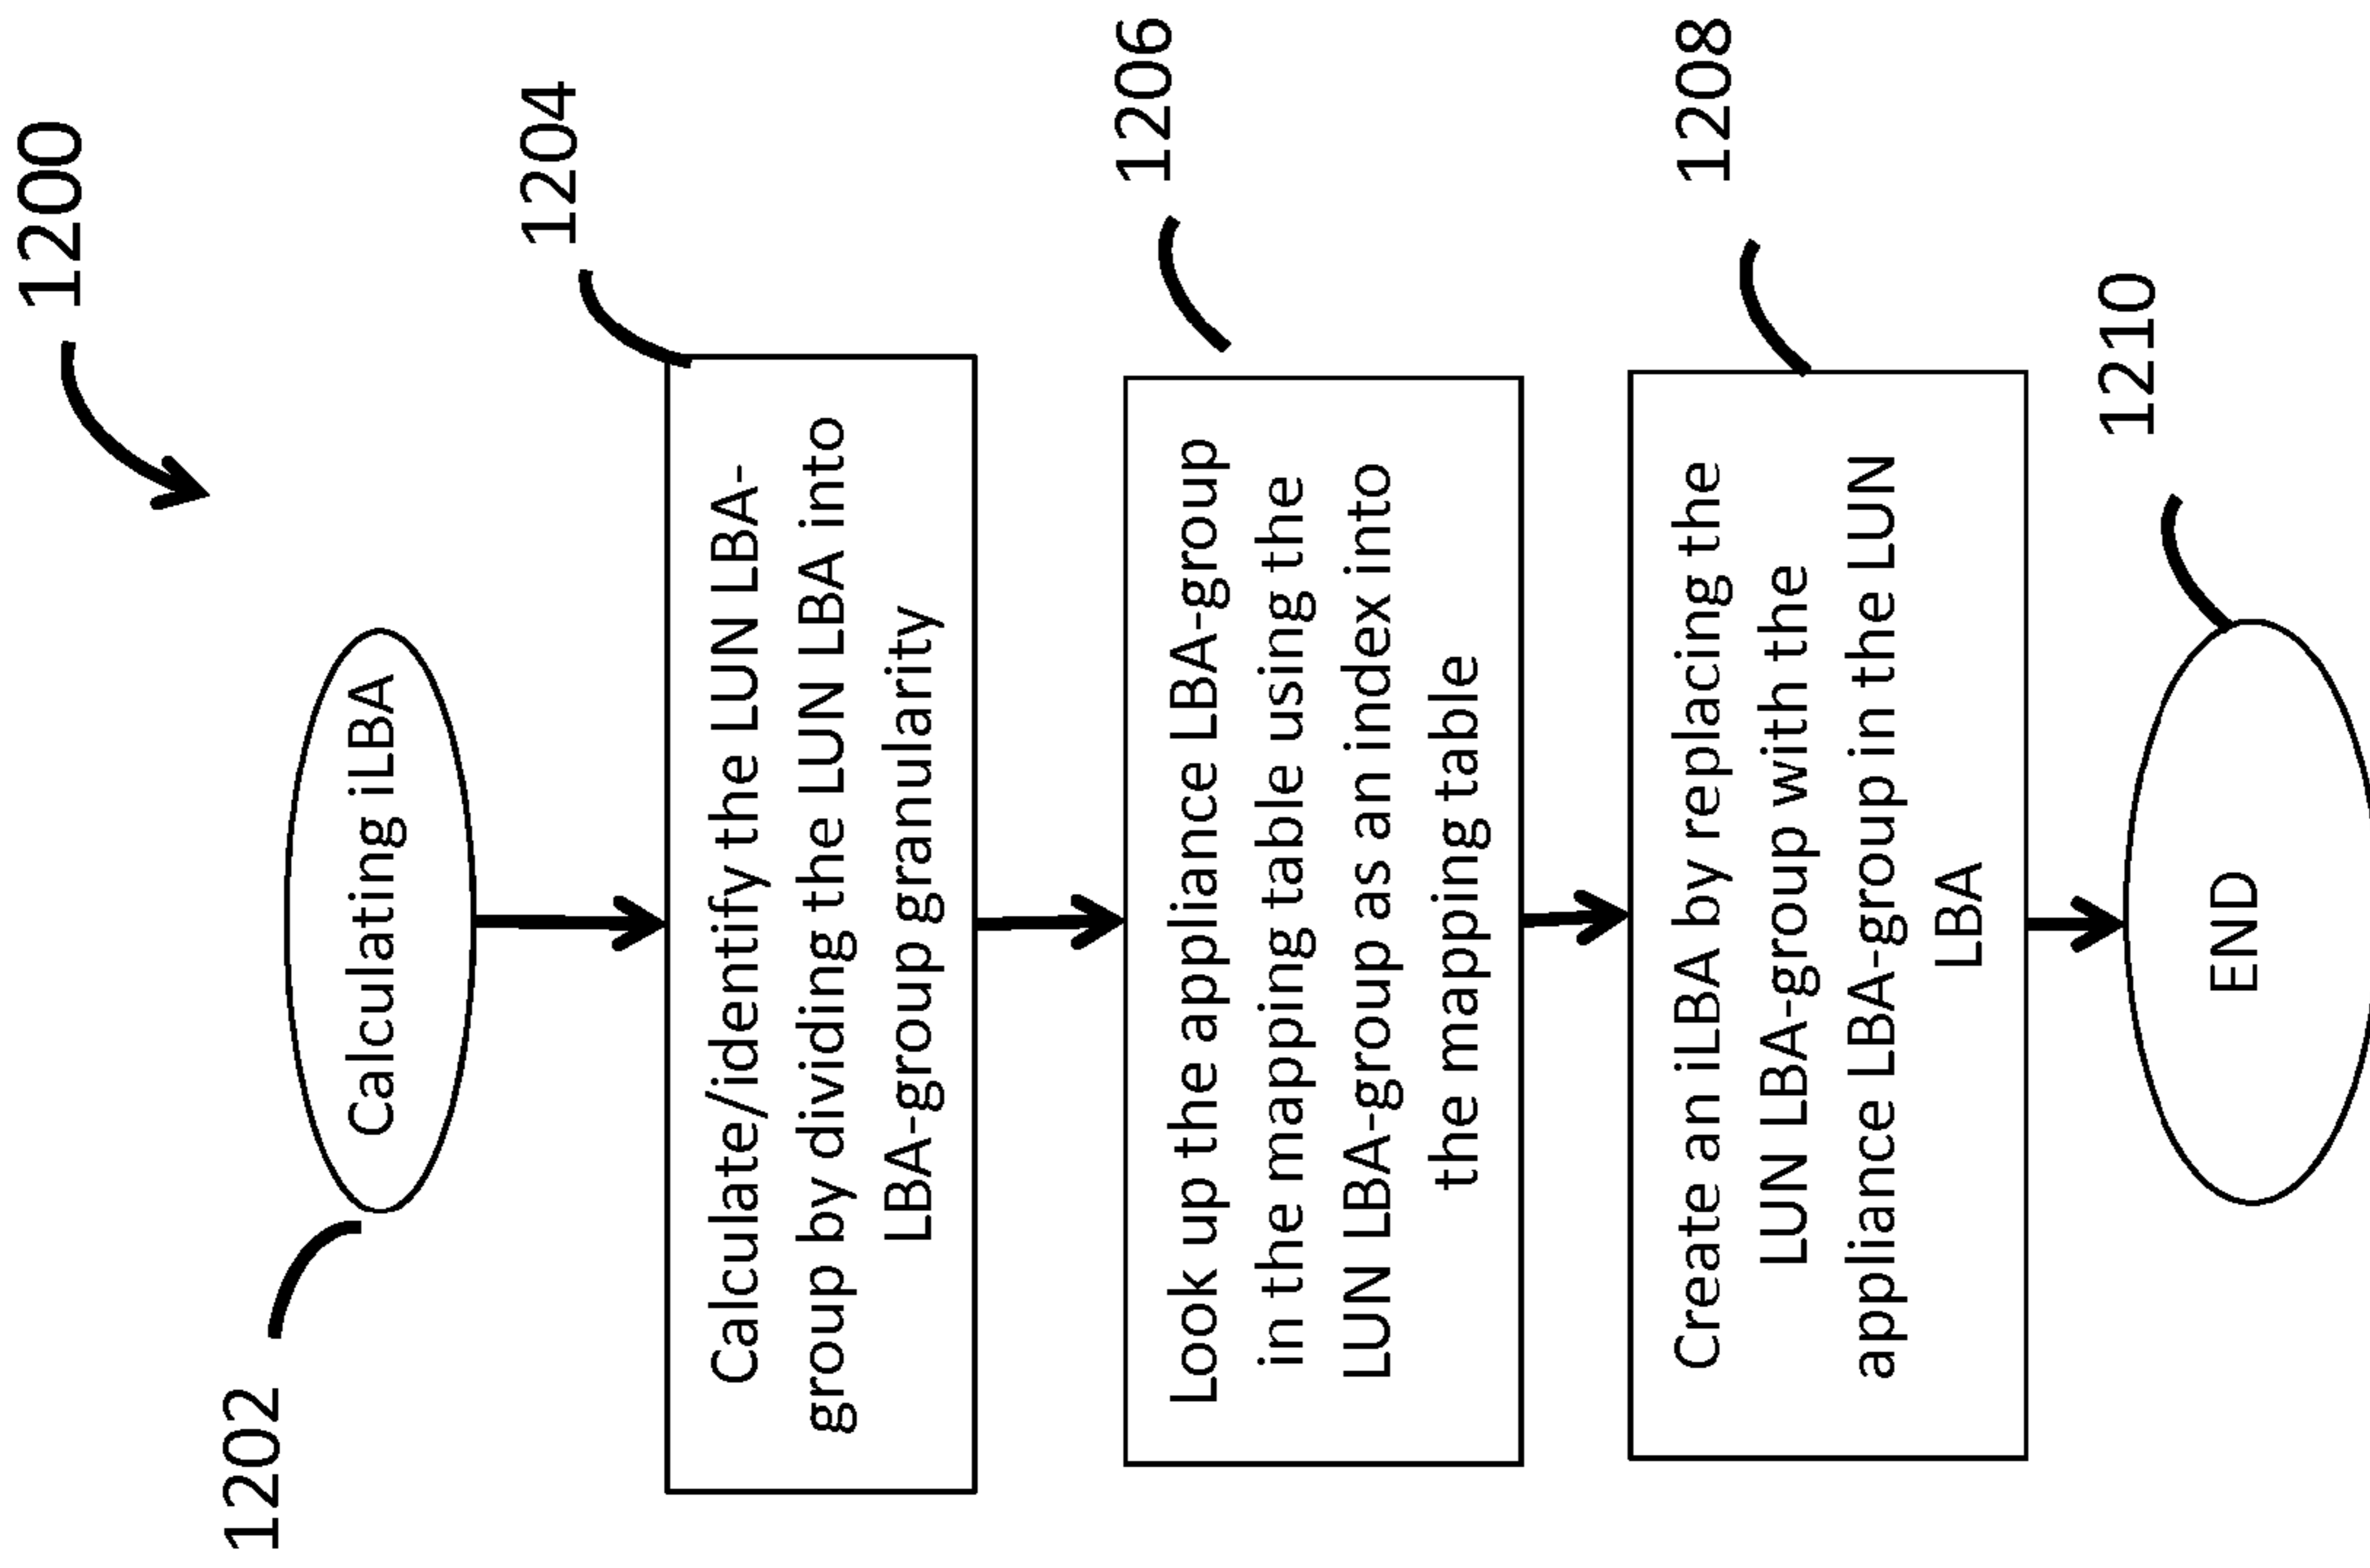 1200
1202
Calculating iLBA
1204
Calculate/identify the LUN LBA-
group by dividing the LUN LBA into
LBA-group granularity
1206
Look up the appliance LBA-group
in the mapping table using the
LUN LBA-group as an index into
the mapping table
1208
Create an iLBA by replacing the
LUN LBA-group with the
appliance LBA-group in the LUN
LBA
1210
END